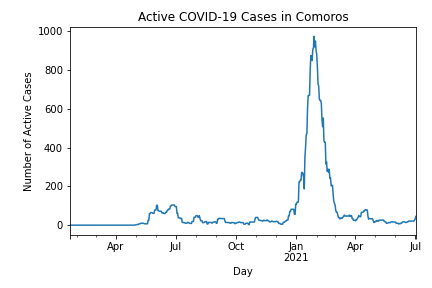 Active COVID-19 Cases in Comoros
1000
800
600
400
200
0
Number of Active Cases
Apr
Jul
Oct
Jan
2021
Apr
Jul
Day